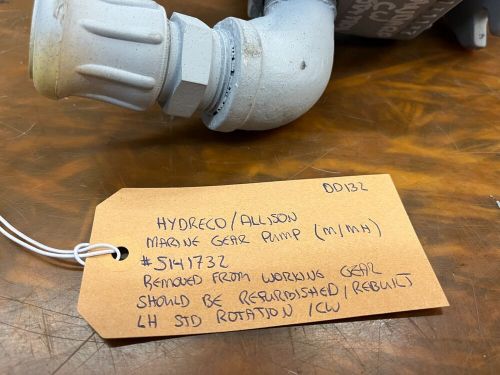 DD132
HYDRECO/ALLISON
MARINE GEAR PUMP (M/MH)
#5141732
REMOVED FROM WORKING GEAR
SHOULD BE REFURBISHED/REBUILT
LH STD ROTATION /CW